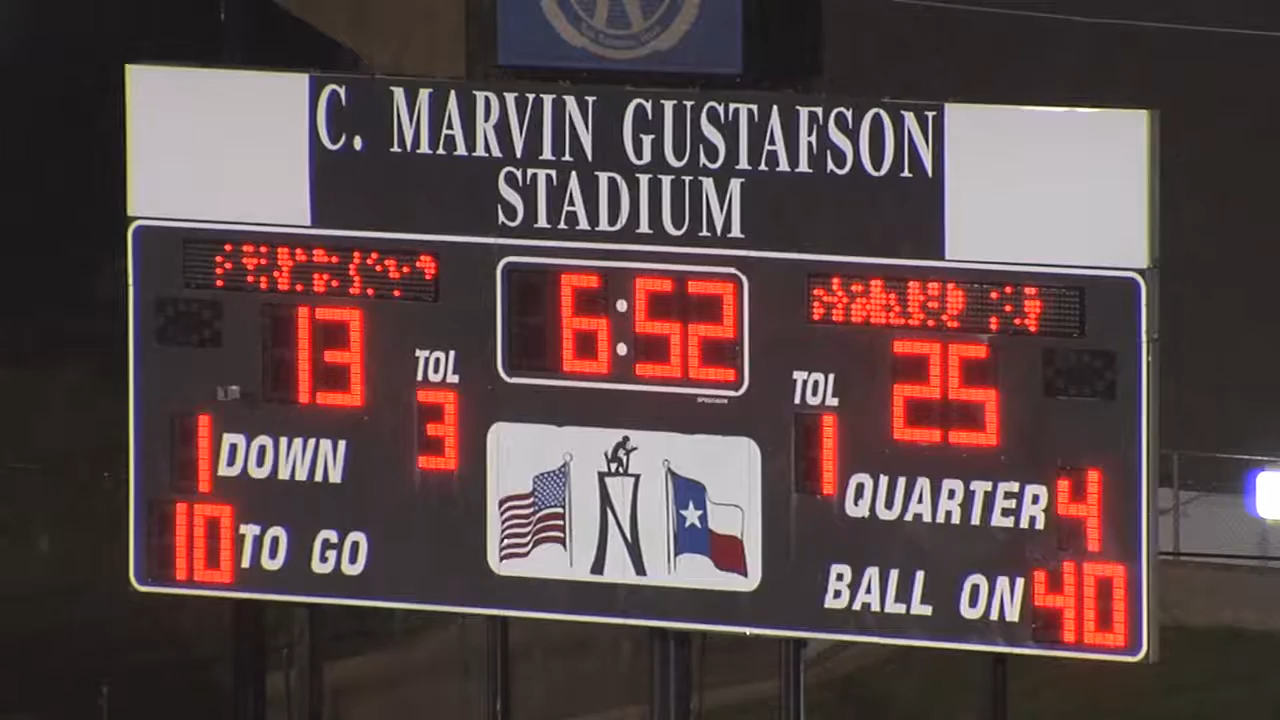 C. MARVIN GUSTAFSON
STADIUM
13
6:52
25
TOL
3
TOL
1
1 DOWN
QUARTER 4
10 TO GO
N
BALL ON 40